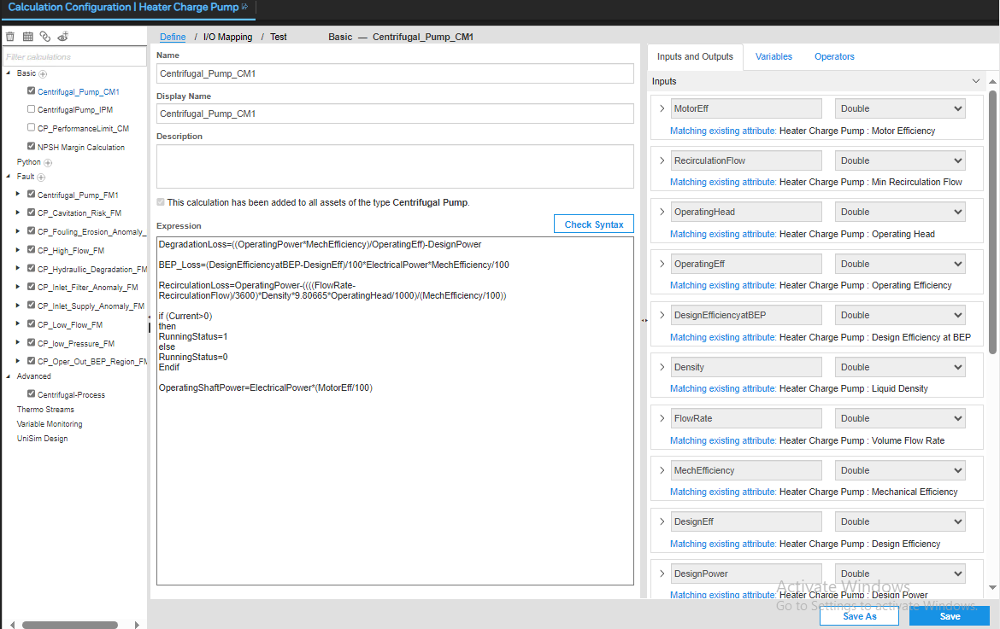 Calculation Configuration | Heater Charge Pump
Filter calculations
Basic
Centrifugal_Pump_CM1
CentrifugalPump_IPM
CP_PerformanceLimit_CM
NPSH Margin Calculation
Python
Fault
Centrifugal_Pump_FM1
CP_Cavitation_Risk_FM
CP_Fouling_Erosion_Anomaly_
CP_High_Flow_FM
CP_Hydraullic_Degradation_FM
CP_Inlet_Filter_Anomaly_FM
CP_Inlet_Supply_Anomaly_FM
CP_Low_Flow_FM
CP_low_Pressure_FM
CP_Oper_Out_BEP_Region_FM
Advanced
Centrifugal-Process
Thermo Streams
Variable Monitoring
UniSim Design
Define / I/O Mapping / Test Basic — Centrifugal_Pump_CM1
Name
Centrifugal_Pump_CM1
Display Name
Centrifugal_Pump_CM1
Description
This calculation has been added to all assets of the type Centrifugal Pump.
Expression
Check Syntax
DegradationLoss=((OperatingPower*MechEfficiency)/OperatingEff)-DesignPower
BEP_Loss=(DesignEfficiencyatBEP-DesignEff)/100*ElectricalPower*MechEfficiency/100
RecirculationLoss=OperatingPower-((((FlowRate-
RecirculationFlow)/3600)*Density*9.80665*OperatingHead/1000)/(MechEfficiency/100))
if (Current>0)
then
RunningStatus=1
else
RunningStatus=0
Endif
OperatingShaftPower=ElectricalPower*(MotorEff/100)
Inputs and Outputs Variables Operators
Inputs
MotorEff Double
Matching existing attribute: Heater Charge Pump : Motor Efficiency
RecirculationFlow Double
Matching existing attribute: Heater Charge Pump : Min Recirculation Flow
OperatingHead Double
Matching existing attribute: Heater Charge Pump : Operating Head
OperatingEff Double
Matching existing attribute: Heater Charge Pump : Operating Efficiency
DesignEfficiencyatBEP Double
Matching existing attribute: Heater Charge Pump : Design Efficiency at BEP
Density Double
Matching existing attribute: Heater Charge Pump : Liquid Density
FlowRate Double
Matching existing attribute: Heater Charge Pump : Volume Flow Rate
MechEfficiency Double
Matching existing attribute: Heater Charge Pump : Mechanical Efficiency
DesignEff Double
Matching existing attribute: Heater Charge Pump : Design Efficiency
DesignPower Double
Matching existing attribute: Heater Charge Pump : Design Power
Activate Windows
Go to Settings to activate Windows.
Save As Save